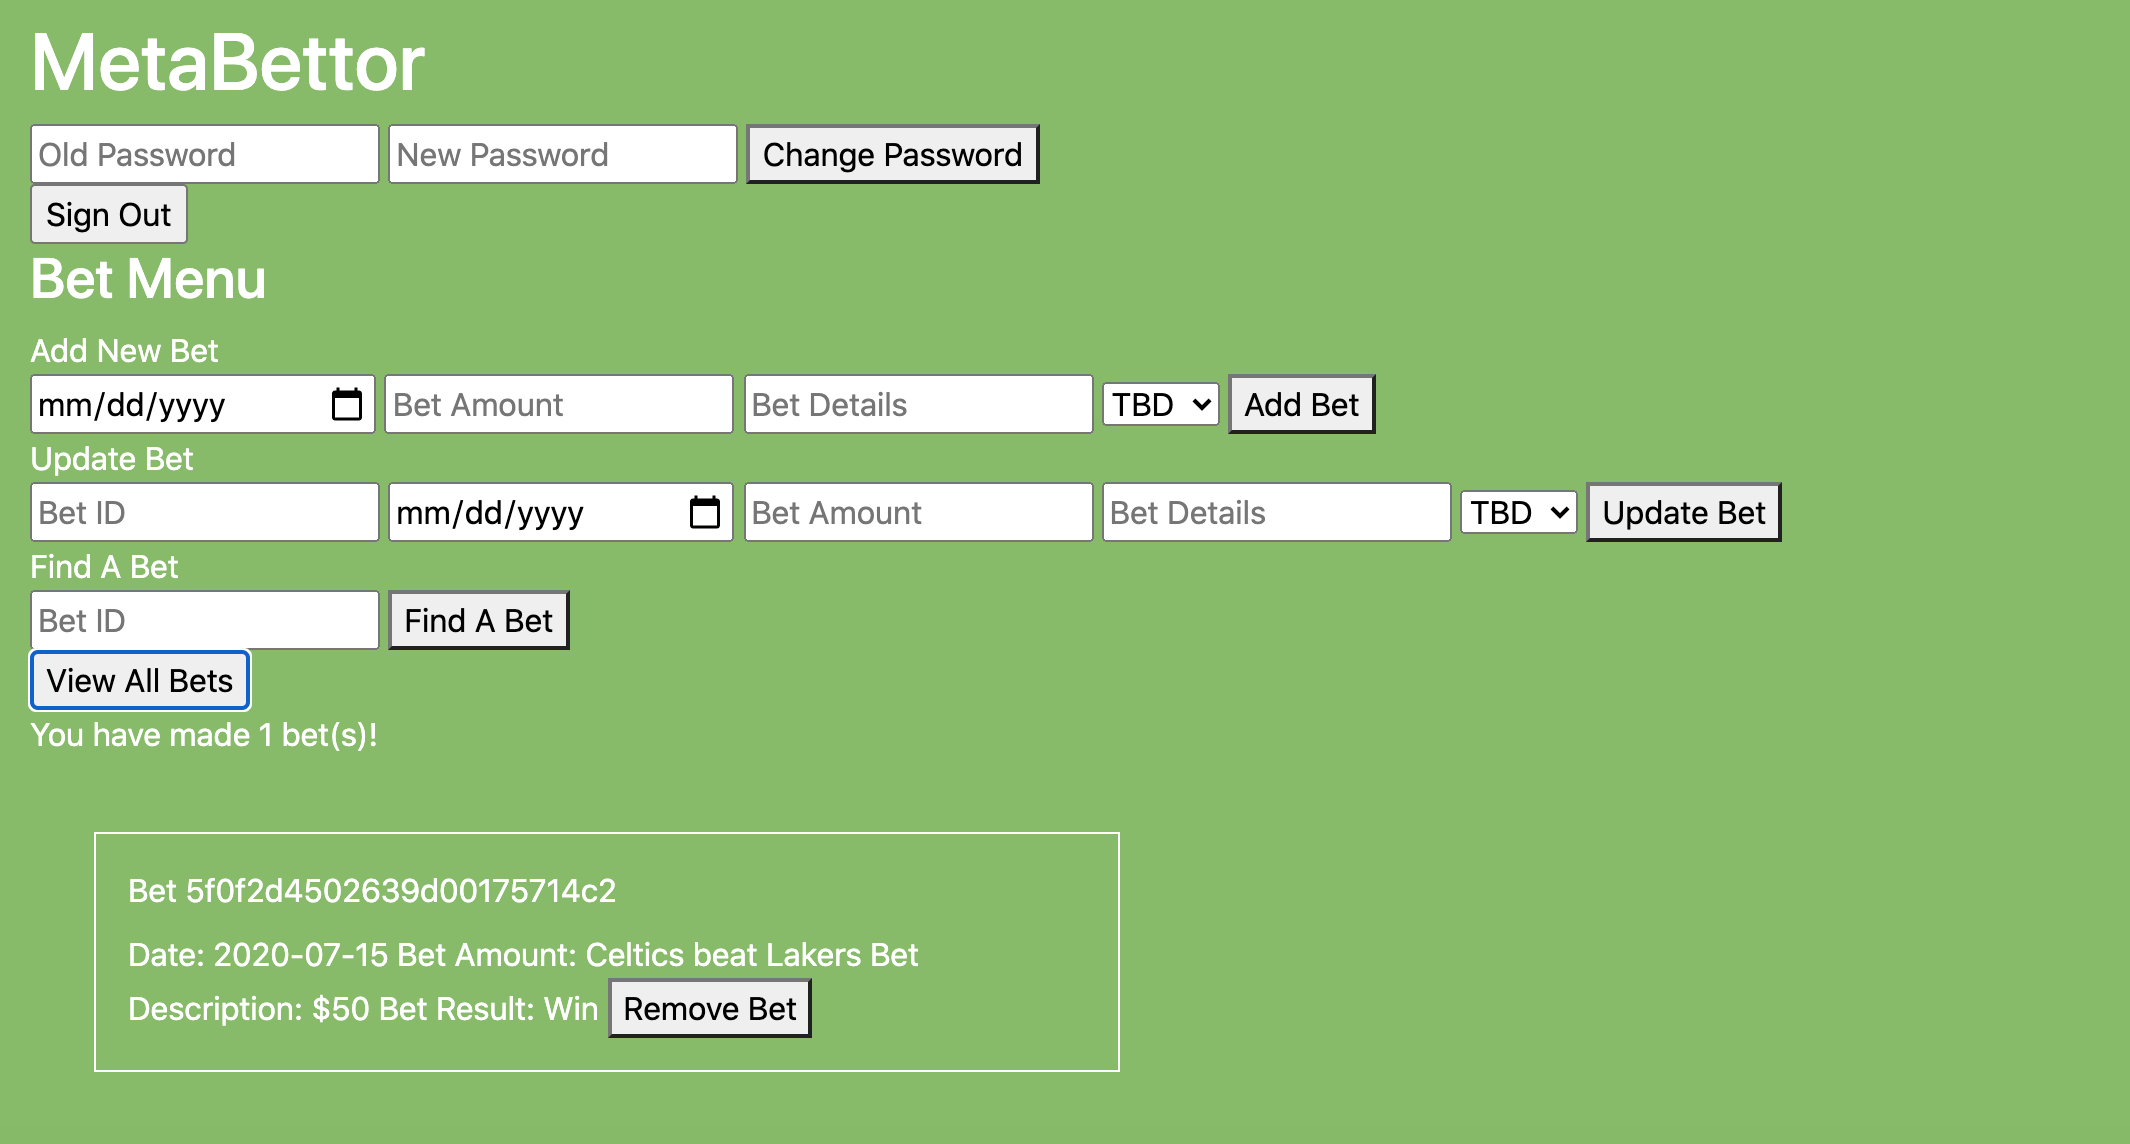 MetaBettor
Old Password New Password Change Password
Sign Out
Bet Menu
Add New Bet
mm/dd/yyyy Bet Amount Bet Details TBD Add Bet
Update Bet
Bet ID mm/dd/yyyy Bet Amount Bet Details TBD Update Bet
Find A Bet
Bet ID Find A Bet
View All Bets
You have made 1 bet(s)!
Bet 5f0f2d4502639d00175714c2
Date: 2020-07-15 Bet Amount: Celtics beat Lakers Bet
Description: $50 Bet Result: Win Remove Bet